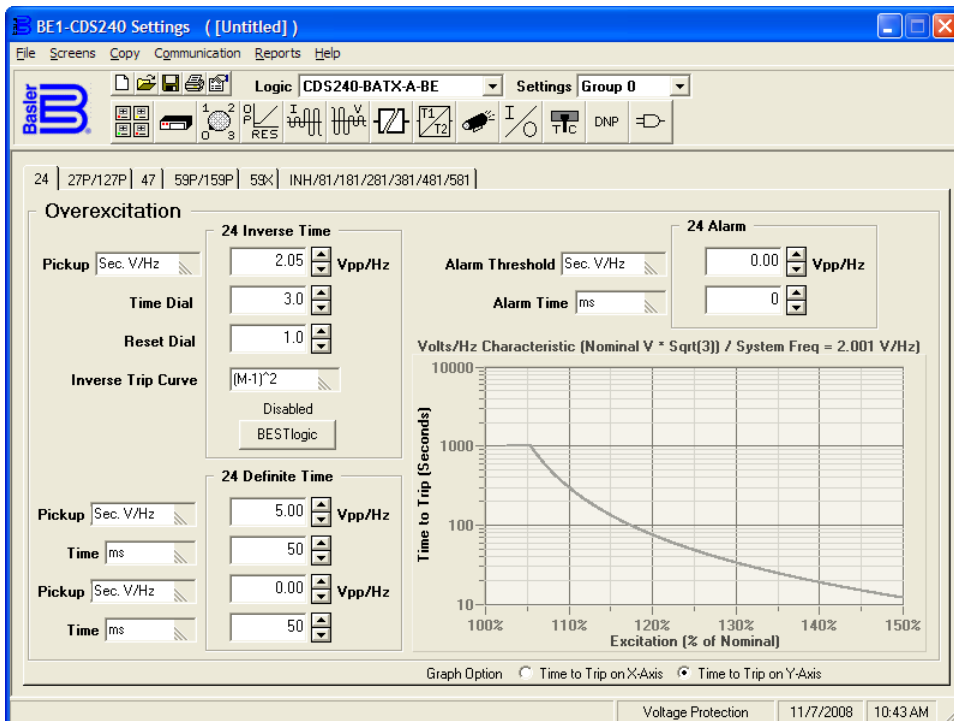 BE1-CDS240 Settings ( [Untitled] )
File Screens Copy Communication Reports Help
Basler
Logic CDS240-BATX-A-BE Settings Group 0
1 2 0 3 O P RES I V T1 T2 I O TTC DNP
24 27P/127P 47 59P/159P 59X INH/81/181/281/381/481/581
Overexcitation
24 Inverse Time
24 Alarm
Pickup Sec. V/Hz 2.05 Vpp/Hz
Alarm Threshold Sec. V/Hz 0.00 Vpp/Hz
Time Dial 3.0
Alarm Time ms 0
Reset Dial 1.0
Inverse Trip Curve (M-1)^2
Disabled
BESTlogic
Volts/Hz Characteristic (Nominal V * Sqrt(3)) / System Freq = 2.001 V/Hz)
10000
1000
100
10
Time to Trip (Seconds)
100% 110% 120% 130% 140% 150%
Excitation (% of Nominal)
24 Definite Time
Pickup Sec. V/Hz 5.00 Vpp/Hz
Time ms 50
Pickup Sec. V/Hz 0.00 Vpp/Hz
Time ms 50
Graph Option Time to Trip on X-Axis Time to Trip on Y-Axis
Voltage Protection 11/7/2008 10:43 AM